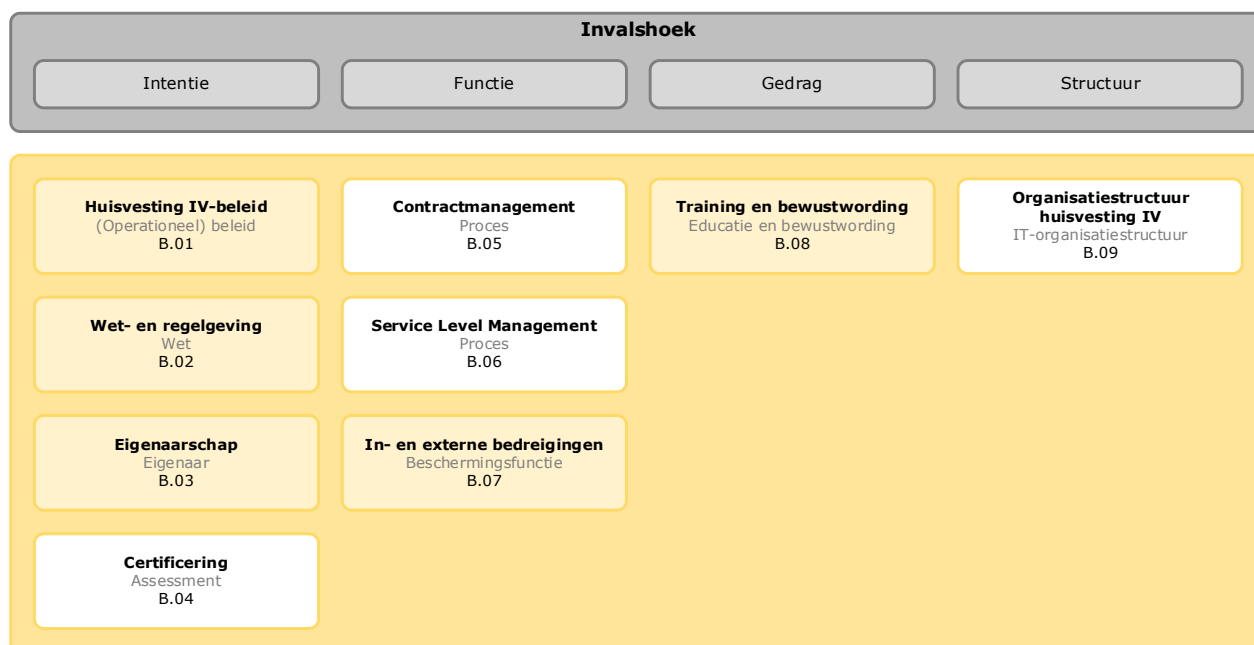 Invalshoek
Intentie
Functie
Gedrag
Structuur
Huisvesting IV-beleid
(Operationeel) beleid
B.01
Contractmanagement
Proces
B.05
Training en bewustwording
Educatie en bewustwording
B.08
Organisatiestructuur
huisvesting IV
IT-organisatiestructuur
B.09
Wet- en regelgeving
Wet
B.02
Service Level Management
Proces
B.06
Eigenaarschap
Eigenaar
B.03
In- en externe bedreigingen
Beschermingsfunctie
B.07
Certificering
Assessment
B.04